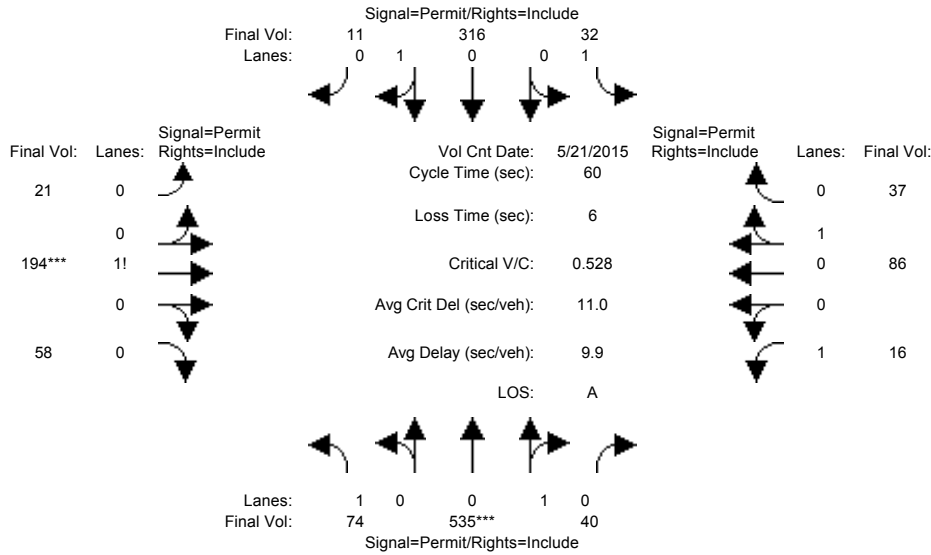 Signal=Permit/Rights=Include
Final Vol: 11 316 32
Lanes: 0 1 0 0 1
Signal=Permit Signal=Permit
Final Vol: Lanes: Rights=Include Vol Cnt Date: 5/21/2015 Rights=Include Lanes: Final Vol:
Cycle Time (sec): 60
21 0 0 37
Loss Time (sec): 6
0 1
194*** 1! Critical V/C: 0.528 0 86
0 Avg Crit Del (sec/veh): 11.0 0
58 0 Avg Delay (sec/veh): 9.9 1 16
LOS: A
Lanes: 1 0 0 1 0
Final Vol: 74 535*** 40
Signal=Permit/Rights=Include